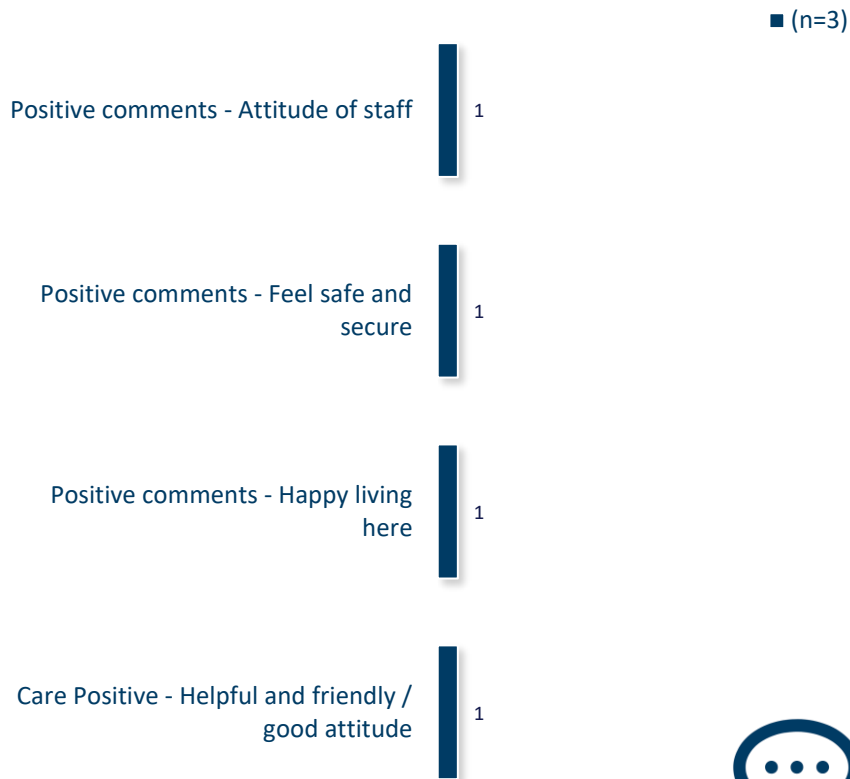 (n=3)
Positive comments - Attitude of staff
1
Positive comments - Feel safe and
secure
1
Positive comments - Happy living
here
1
Care Positive - Helpful and friendly /
good attitude
1